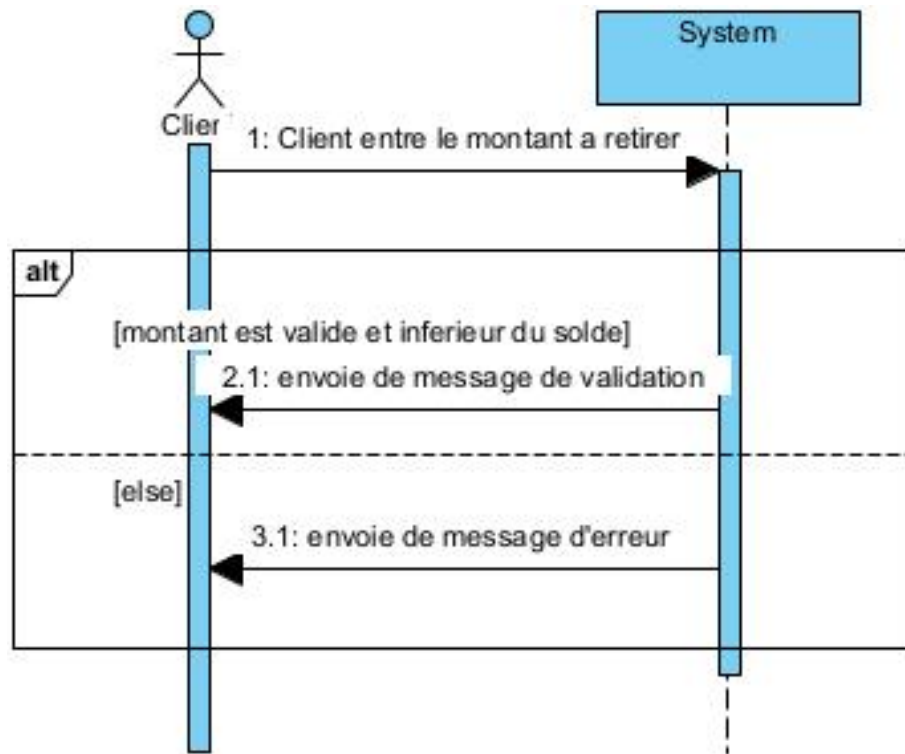 System
Clier
1: Client entre le montant a retirer
alt
[montant est valide et inferieur du solde]
2.1: envoie de message de validation
[else]
3.1: envoie de message d'erreur